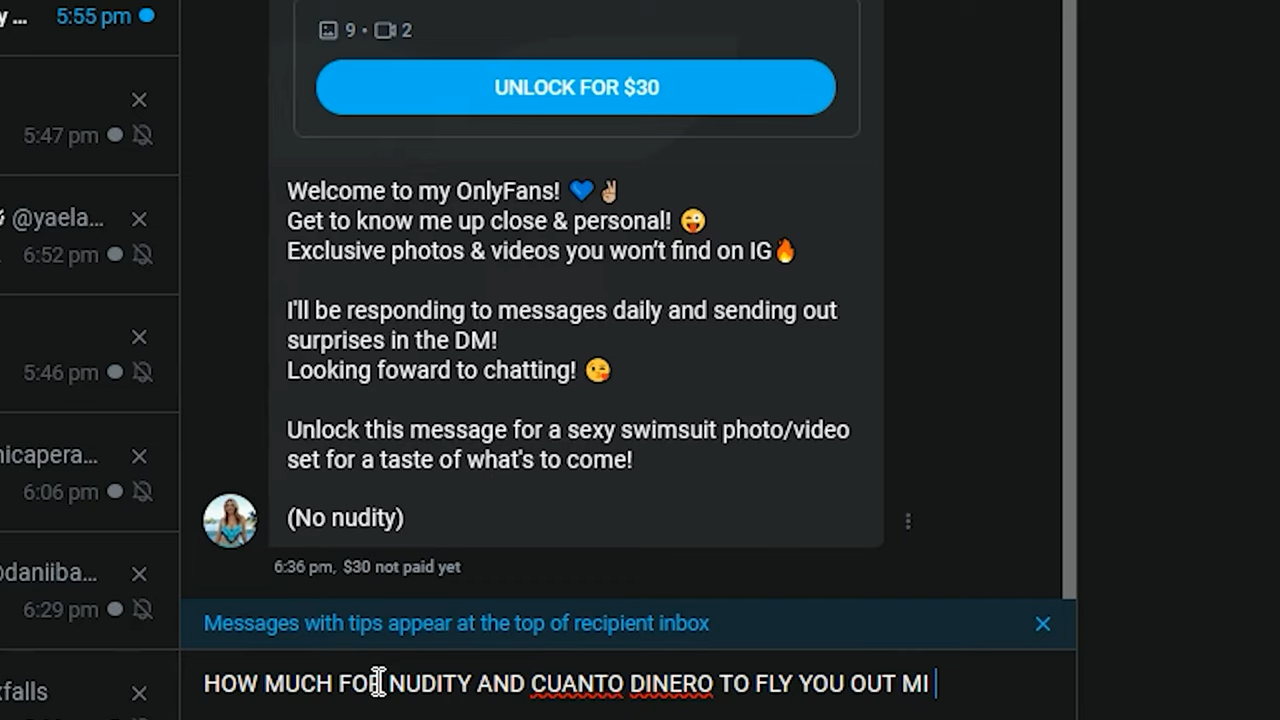 5:55 pm
9 • 2
UNLOCK FOR $30
5:47 pm
Welcome to my OnlyFans! 💙✌🏼
Get to know me up close & personal! 😜
Exclusive photos & videos you won’t find on IG🔥
@yaela...
6:52 pm
I'll be responding to messages daily and sending out
surprises in the DM!
Looking foward to chatting! 😘
5:46 pm
Unlock this message for a sexy swimsuit photo/video
set for a taste of what's to come!
nicapera...
6:06 pm
(No nudity)
6:36 pm, $30 not paid yet
@daniiba...
6:29 pm
Messages with tips appear at the top of recipient inbox
HOW MUCH FOR NUDITY AND CUANTO DINERO TO FLY YOU OUT MI
xfalls